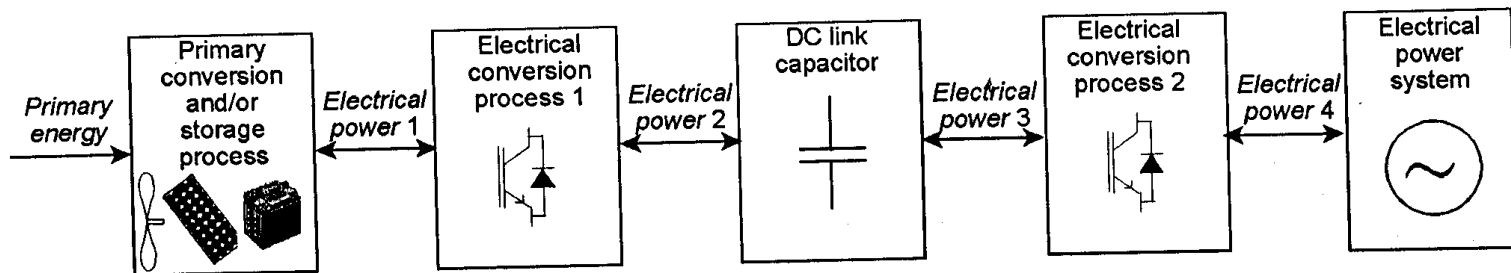 Primary
energy
Primary
conversion
and/or
storage
process
Electrical
power 1
Electrical
conversion
process 1
Electrical
power 2
DC link
capacitor
Electrical
power 3
Electrical
conversion
process 2
Electrical
power 4
Electrical
power
system